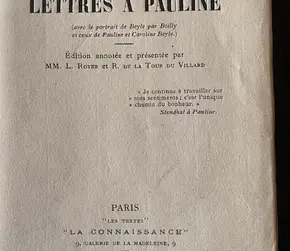 LETTRES A PAULINE
(avec le portrait de Beyle par Boilly
et ceux de Pauline et Caroline Beyle.)
Édition annotée et présentée par
MM. L. ROYER et R. DE LA TOUR DU VILLARD
« Je continue à travailler sur
« mes sentiments ; c'est l'unique
« chemin du bonheur. »
Stendhal à Pauline.
PARIS
"LES TEXTES"
"LA CONNAISSANCE"
9, GALERIE DE LA MADELEINE, 9